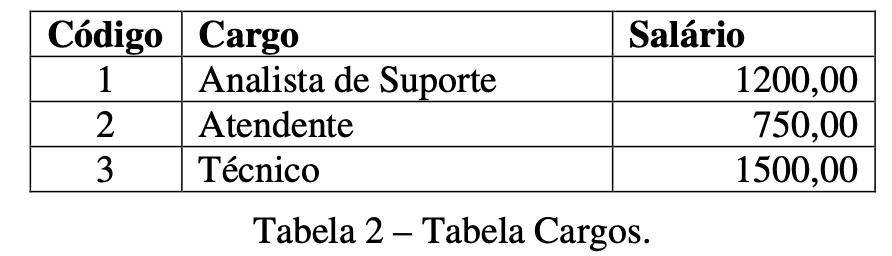 Código Cargo Salário
1 Analista de Suporte 1200,00
2 Atendente 750,00
3 Técnico 1500,00
Tabela 2 – Tabela Cargos.